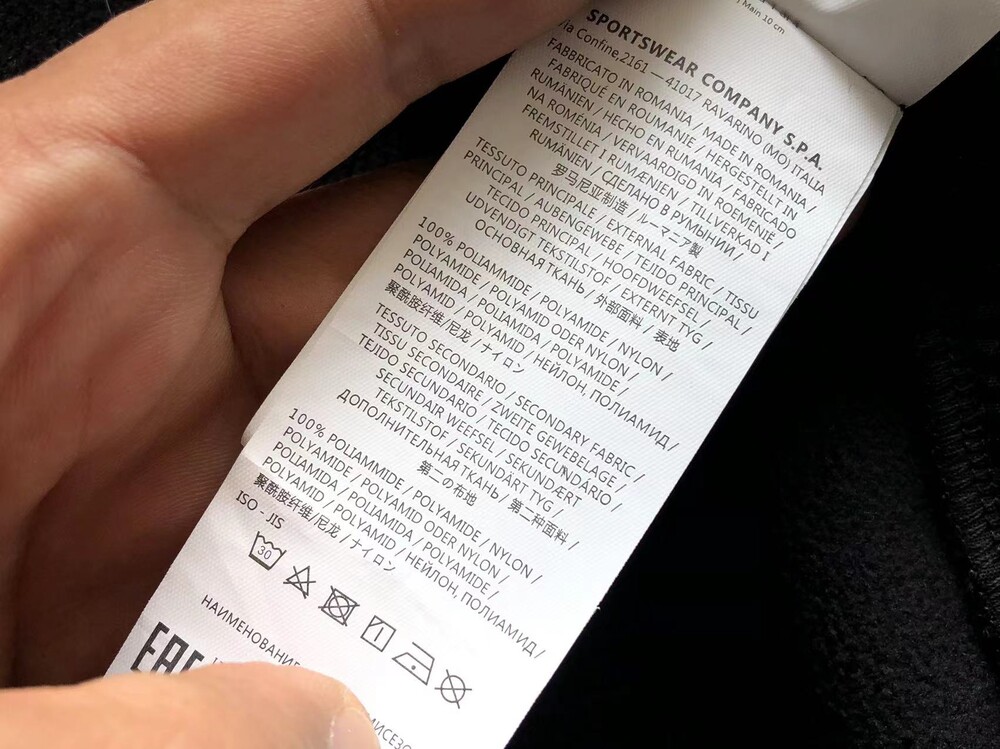 Main 10 cm
SPORTSWEAR COMPANY S.P.A.
Via Confine,2161 — 41017 RAVARINO (MO) ITALIA
FABBRICATO IN ROMANIA / MADE IN ROMANIA /
FABRIQUÉ EN ROUMANIE / HERGESTELLT IN
RUMÄNIEN / HECHO EN RUMANIA / FABRICADO
NA ROMÉNIA / VERVAARDIGD IN ROEMENIË /
FREMSTILLET I RUMÆNIEN / TILLVERKAD I
RUMÄNIEN / СДЕЛАНО В РУМЫНИИ /
罗马尼亚制造 / ルーマニア製
TESSUTO PRINCIPALE / EXTERNAL FABRIC / TISSU
PRINCIPAL / AUBENGEWEBE / TEJIDO PRINCIPAL /
TECIDO PRINCIPAL / HOOFDWEEFSEL /
UDVENDIGT TEKSTILSTOF / EXTERNT TYG /
ОСНОВНАЯ ТКАНЬ / 外部面料 / 表地
100% POLIAMMIDE / POLYAMIDE / NYLON /
POLYAMIDE / POLYAMID ODER NYLON /
POLIAMIDA / POLIAMIDA / POLYAMIDE /
POLYAMID / POLYAMID / НЕЙЛОН, ПОЛИАМИД /
聚酰胺纤维/尼龙 / ナイロン
TESSUTO SECONDARIO / SECONDARY FABRIC /
TISSU SECONDAIRE / ZWEITE GEWEBELAGE /
TEJIDO SECUNDARIO / TECIDO SECUNDÁRIO /
SECUNDAIR WEEFSEL / SEKUNDÆRT
TEKSTILSTOF / SEKUNDÄRT TYG /
ДОПОЛНИТЕЛЬНАЯ ТКАНЬ / 第二种面料 /
第二の布地
100% POLIAMMIDE / POLYAMIDE / NYLON /
POLYAMIDE / POLYAMID ODER NYLON /
POLIAMIDA / POLIAMIDA / POLYAMIDE /
POLYAMID / POLYAMID / НЕЙЛОН, ПОЛИАМИД /
聚酰胺纤维/尼龙 / ナイロン
ISO - JIS
30
НАИМЕНОВАНИЕ
EAC